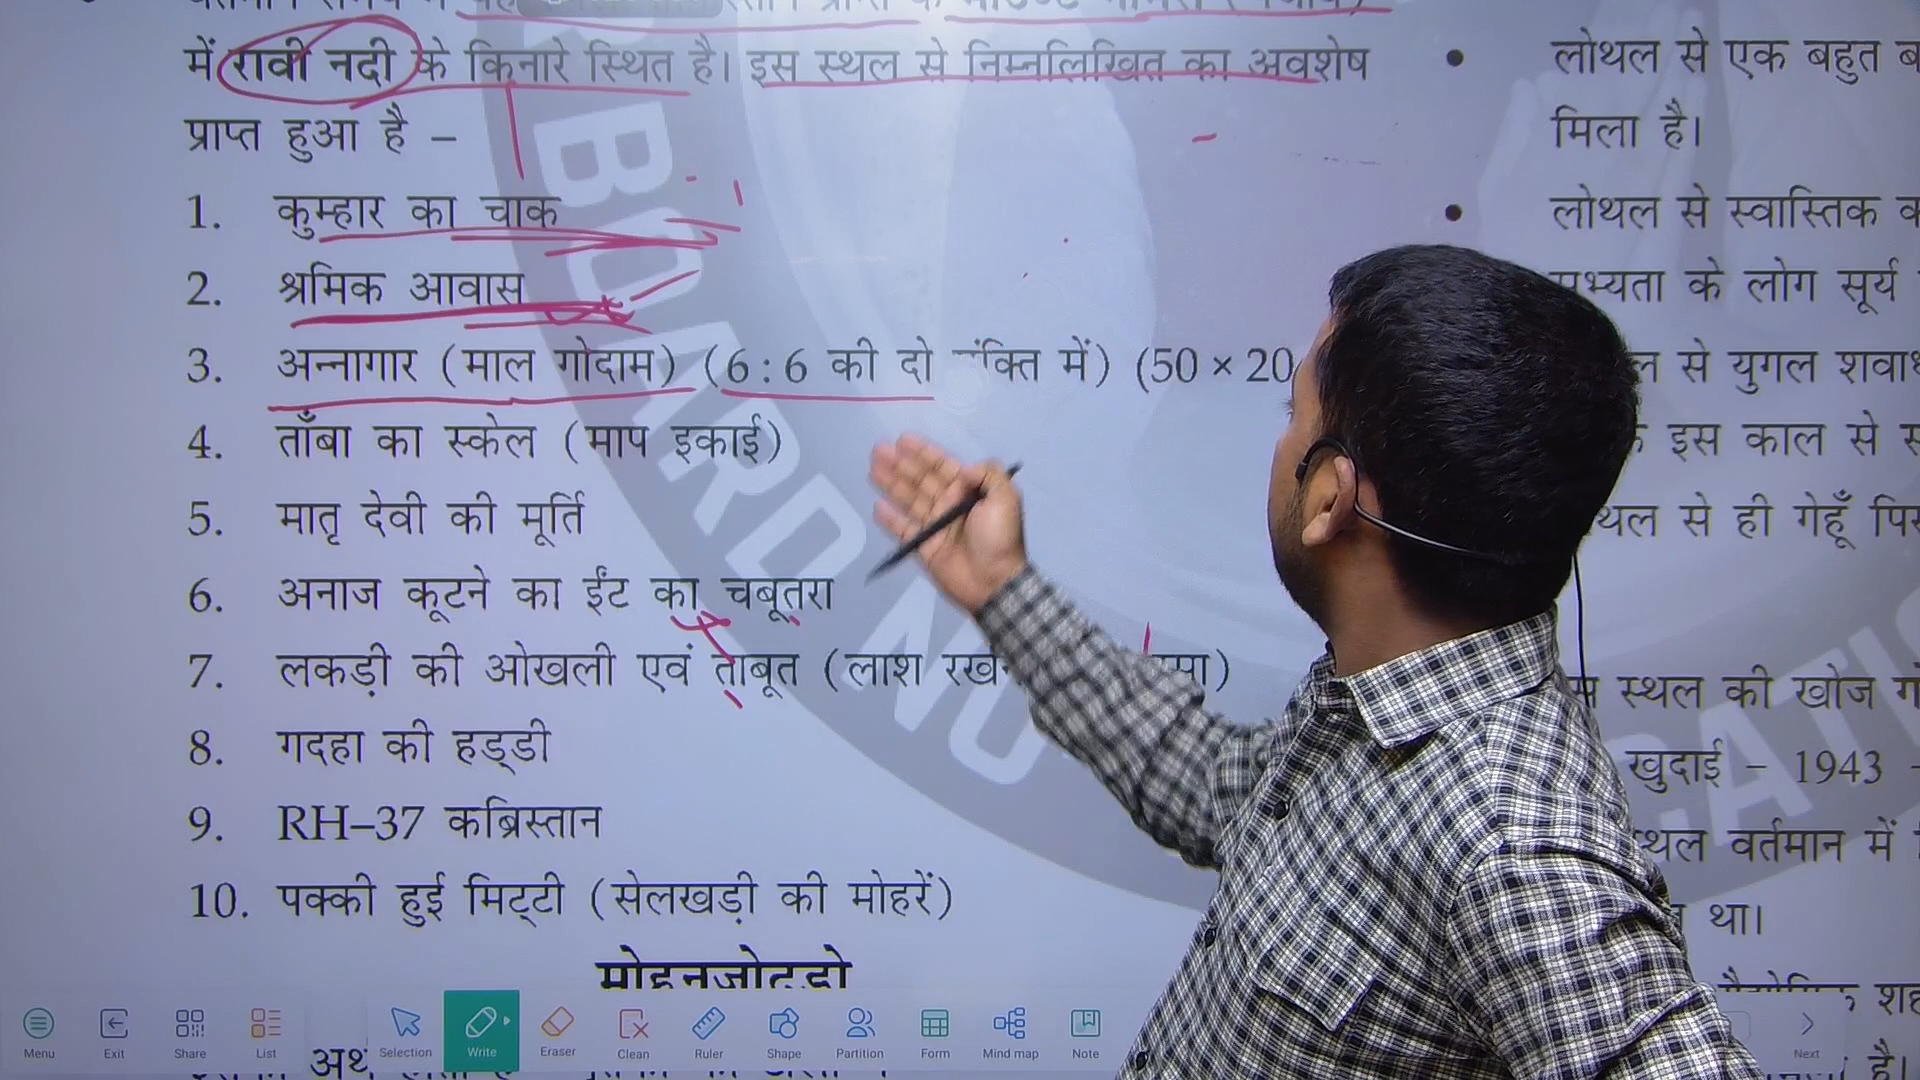 में रावी नदी के किनारे स्थित है। इस स्थल से निम्नलिखित का अवशेष
प्राप्त हुआ है –
1. कुम्हार का चाक
2. श्रमिक आवास
3. अन्नागार (माल गोदाम) (6 : 6 की दो में) (50 × 20
4. ताँबा का स्केल (माप इकाई)
5. मातृ देवी की मूर्ति
6. अनाज कूटने का ईंट का चबूतरा
7. लकड़ी की ओखली एवं ताबूत (लाश
8. गदहा की हड्डी
9. RH–37 कब्रिस्तान
10. पक्की हुई मिट्टी (सेलखड़ी की मोहरें)
मोहनजोदड़ो
अर्थ
• लोथल से एक बहुत
मिला है।
• लोथल से स्वास्तिक
सभ्यता के लोग सूर्य
से युगल
इस काल से
से ही गेहूँ
स्थल की खोज
खुदाई – 1943 –
वर्तमान में
था।
है।
BOARD NO
Menu Exit Share List Selection Write Eraser Clean Ruler Shape Partition Form Mind map Note Next